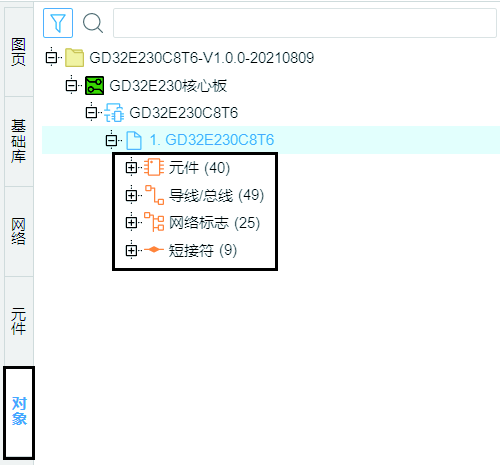 图页
基础库
网络
元件
对象
GD32E230C8T6-V1.0.0-20210809
GD32E230核心板
GD32E230C8T6
1. GD32E230C8T6
元件 (40)
导线/总线 (49)
网络标志 (25)
短接符 (9)